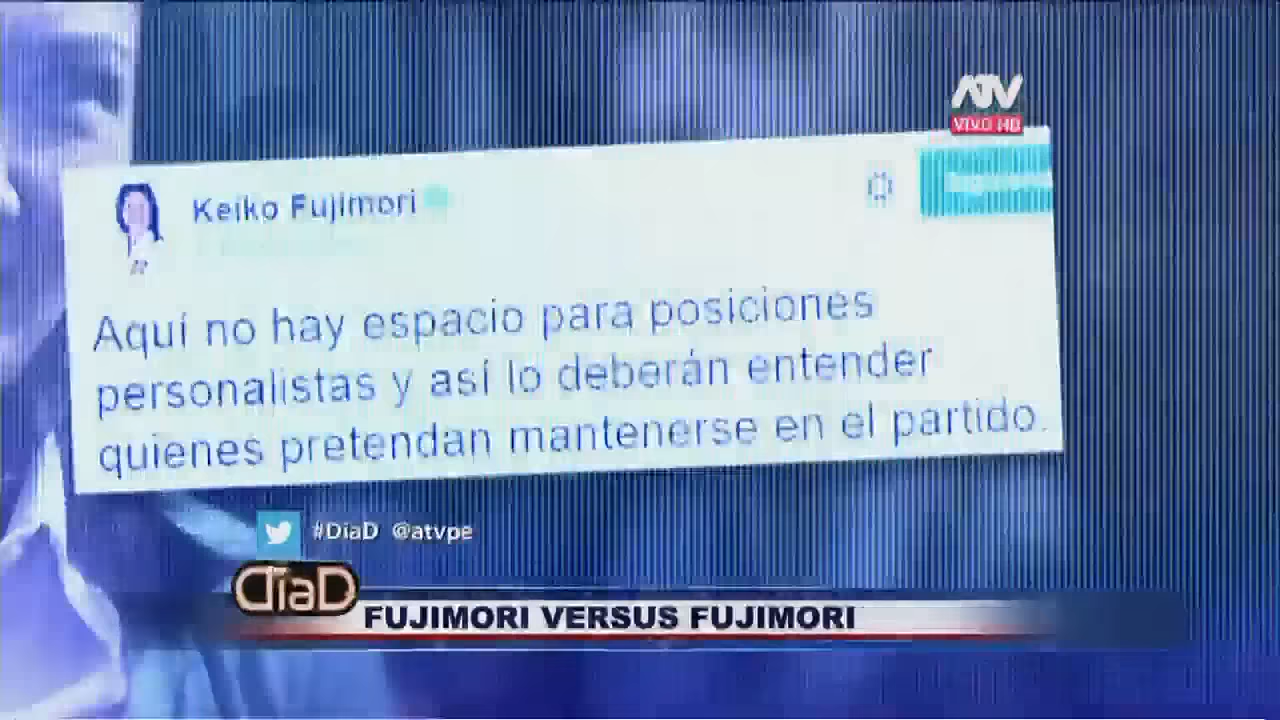 ATV
VIVO HD
Keiko Fujimori
Aquí no hay espacio para posiciones
personalistas y así lo deberán entender
quienes pretendan mantenerse en el partido.
#DiaD @atvpe
DíaD
FUJIMORI VERSUS FUJIMORI